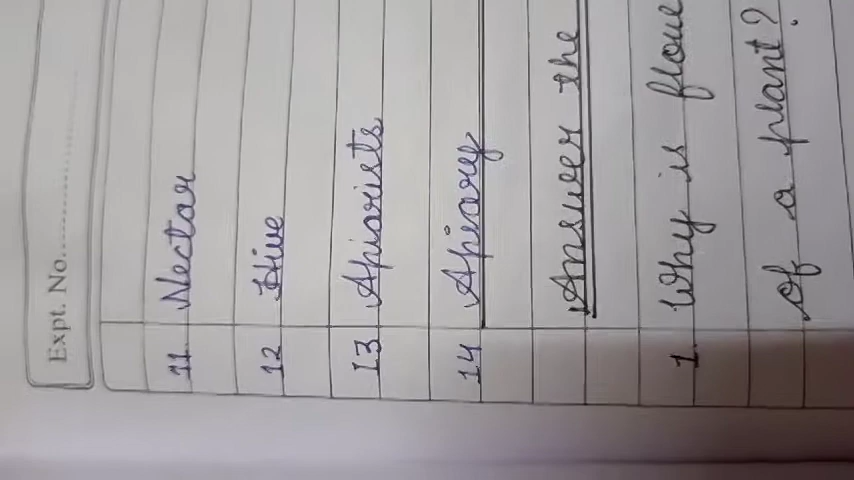 Expt. No.
11. Nectar
12 Hive
13 Apiarists
14 Apiary
Answer the
1. Why is
of a plant?